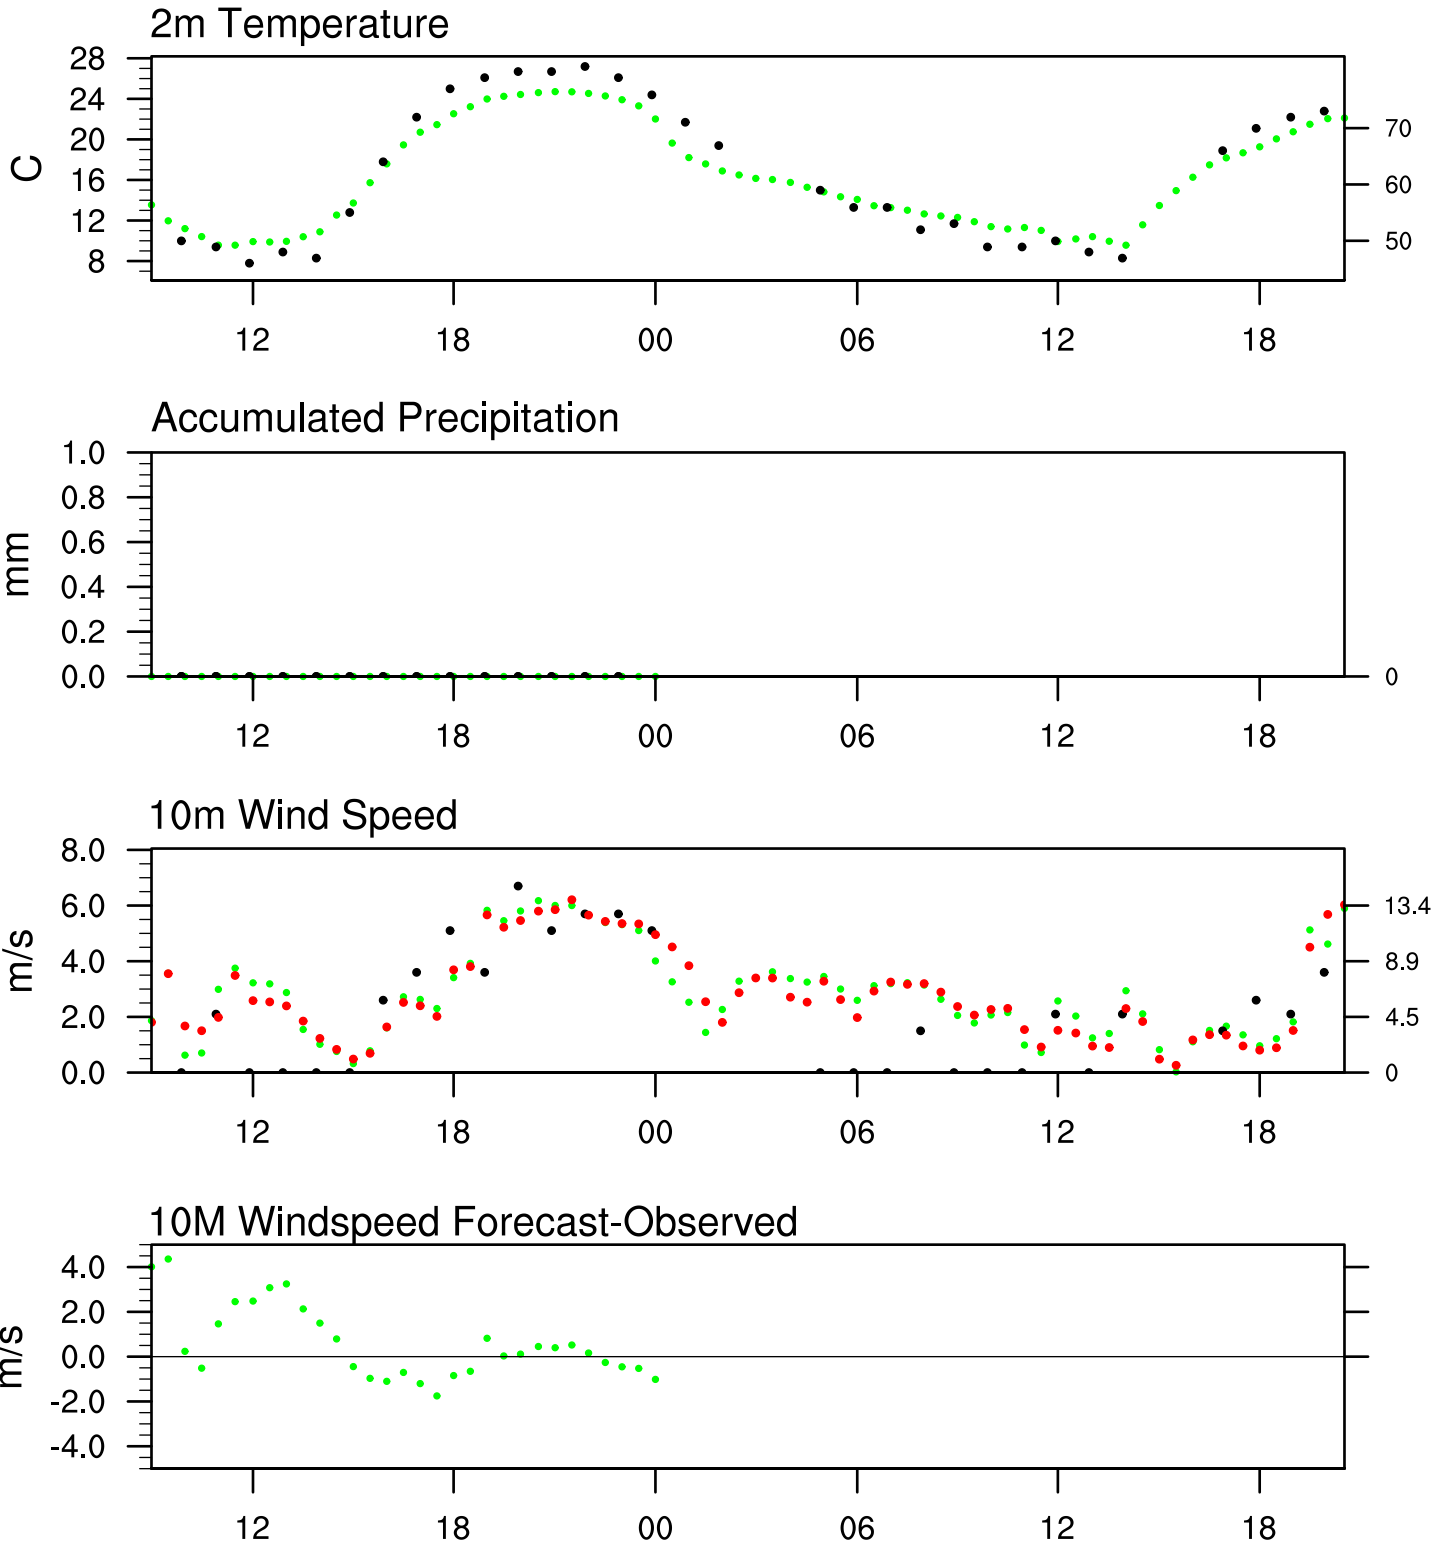 2m Temperature
28
24
20
16
12
8
C
70
60
50
12 18 00 06 12 18
Accumulated Precipitation
1.0
0.8
0.6
0.4
0.2
0.0
mm
0
12 18 00 06 12 18
10m Wind Speed
8.0
6.0
4.0
2.0
0.0
m/s
13.4
8.9
4.5
0
12 18 00 06 12 18
10M Windspeed Forecast-Observed
4.0
2.0
0.0
-2.0
-4.0
m/s
12 18 00 06 12 18